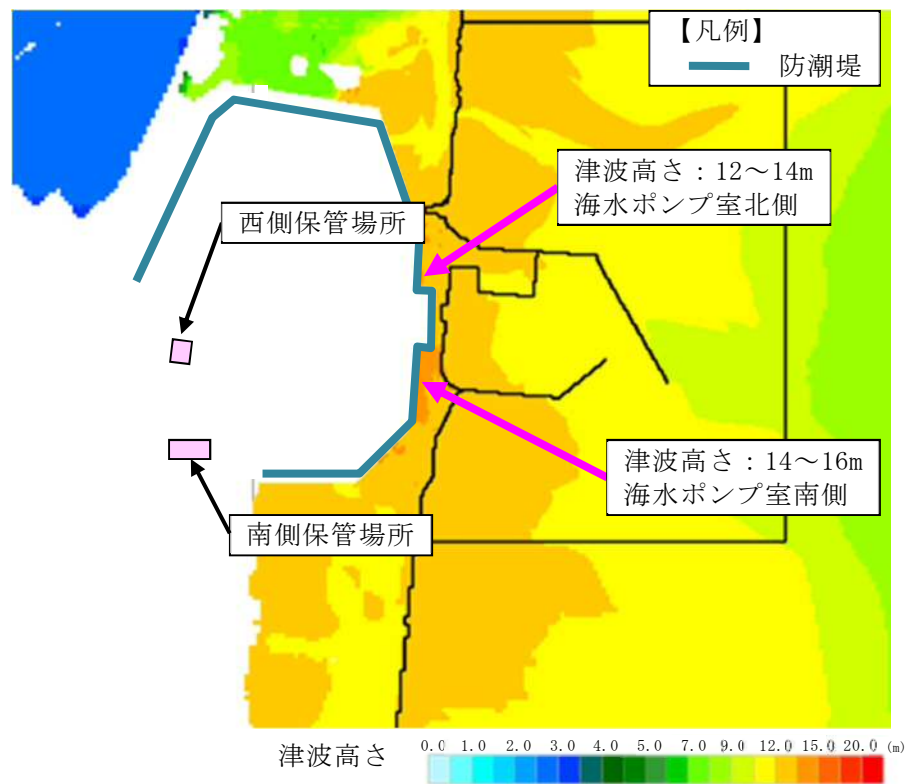 【凡例】
防潮堤
津波高さ：12～14m
海水ポンプ室北側
西側保管場所
津波高さ：14～16m
海水ポンプ室南側
南側保管場所
津波高さ
0.0 1.0 2.0 3.0 4.0 5.0 7.0 9.0 12.0 15.0 20.0 (m)